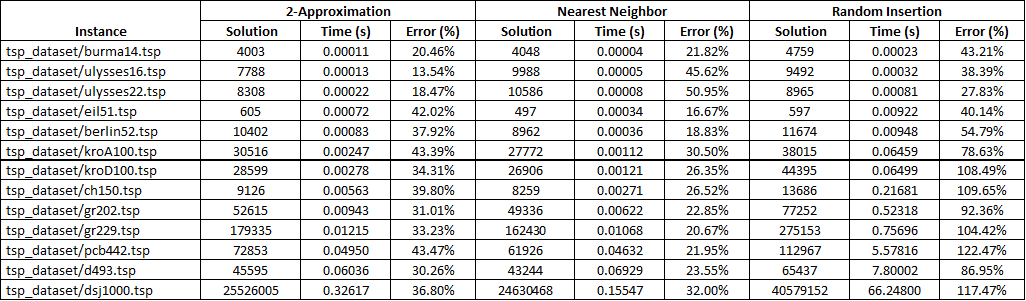 2-Approximation Nearest Neighbor Random Insertion
Instance Solution Time (s) Error (%) Solution Time (s) Error (%) Solution Time (s) Error (%)
tsp_dataset/burma14.tsp 4003 0.00011 20.46% 4048 0.00004 21.82% 4759 0.00023 43.21%
tsp_dataset/ulysses16.tsp 7788 0.00013 13.54% 9988 0.00005 45.62% 9492 0.00032 38.39%
tsp_dataset/ulysses22.tsp 8308 0.00022 18.47% 10586 0.00008 50.95% 8965 0.00081 27.83%
tsp_dataset/eil51.tsp 605 0.00072 42.02% 497 0.00034 16.67% 597 0.00922 40.14%
tsp_dataset/berlin52.tsp 10402 0.00083 37.92% 8962 0.00036 18.83% 11674 0.00948 54.79%
tsp_dataset/kroA100.tsp 30516 0.00247 43.39% 27772 0.00112 30.50% 38015 0.06459 78.63%
tsp_dataset/kroD100.tsp 28599 0.00278 34.31% 26906 0.00121 26.35% 44395 0.06499 108.49%
tsp_dataset/ch150.tsp 9126 0.00563 39.80% 8259 0.00271 26.52% 13686 0.21681 109.65%
tsp_dataset/gr202.tsp 52615 0.00943 31.01% 49336 0.00622 22.85% 77252 0.52318 92.36%
tsp_dataset/gr229.tsp 179335 0.01215 33.23% 162430 0.01068 20.67% 275153 0.75696 104.42%
tsp_dataset/pcb442.tsp 72853 0.04950 43.47% 61926 0.04632 21.95% 112967 5.57816 122.47%
tsp_dataset/d493.tsp 45595 0.06036 30.26% 43244 0.06929 23.55% 65437 7.80002 86.95%
tsp_dataset/dsj1000.tsp 25526005 0.32617 36.80% 24630468 0.15547 32.00% 40579152 66.24800 117.47%